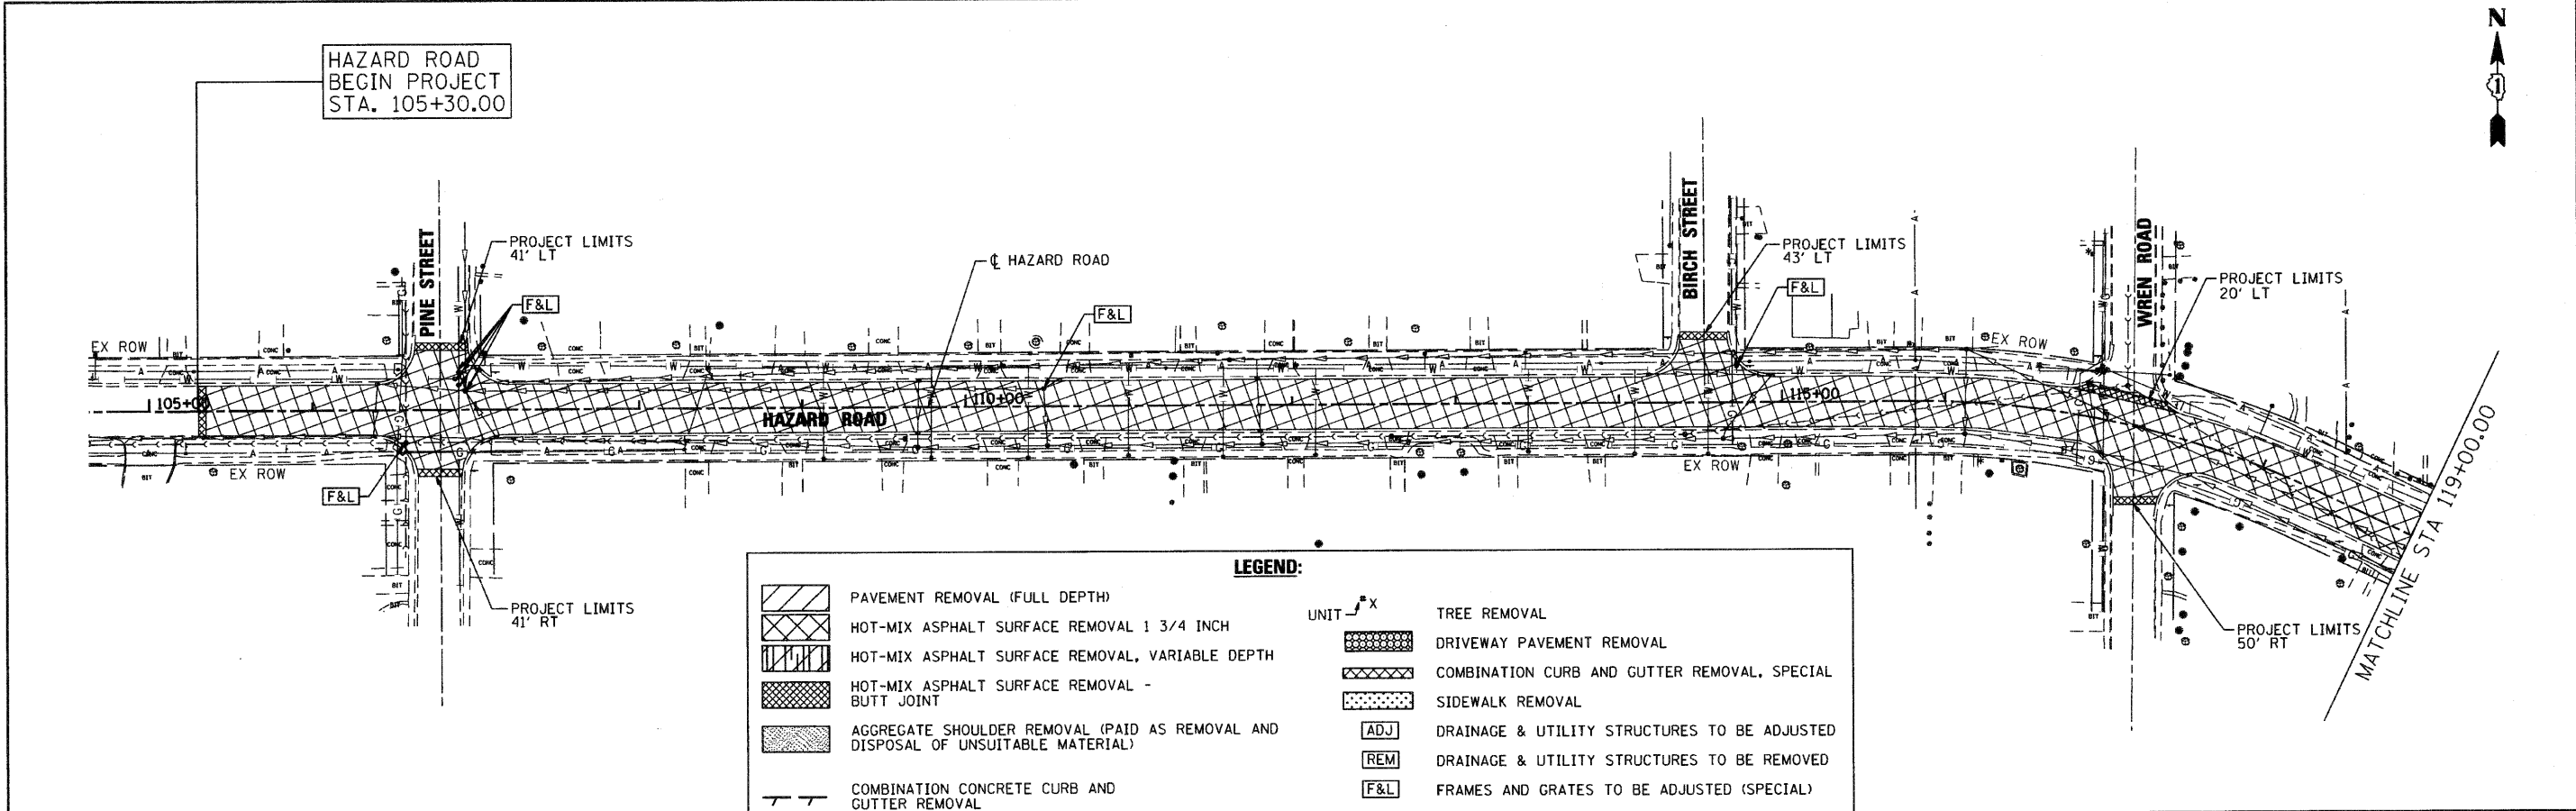 N
1
HAZARD ROAD
BEGIN PROJECT
STA. 105+30.00
PINE STREET
PROJECT LIMITS
41' LT
F&L
℄ HAZARD ROAD
F&L
BIRCH STREET
PROJECT LIMITS
43' LT
F&L
WREN ROAD
PROJECT LIMITS
20' LT
EX ROW
EX ROW
105+00
110+00
115+00
HAZARD ROAD
EX ROW
EX ROW
F&L
PROJECT LIMITS
41' RT
PROJECT LIMITS
50' RT
MATCHLINE STA 119+00.00
LEGEND:
PAVEMENT REMOVAL (FULL DEPTH)
HOT-MIX ASPHALT SURFACE REMOVAL 1 3/4 INCH
HOT-MIX ASPHALT SURFACE REMOVAL, VARIABLE DEPTH
HOT-MIX ASPHALT SURFACE REMOVAL -
BUTT JOINT
AGGREGATE SHOULDER REMOVAL (PAID AS REMOVAL AND
DISPOSAL OF UNSUITABLE MATERIAL)
COMBINATION CONCRETE CURB AND
GUTTER REMOVAL
UNIT X TREE REMOVAL
DRIVEWAY PAVEMENT REMOVAL
COMBINATION CURB AND GUTTER REMOVAL, SPECIAL
SIDEWALK REMOVAL
ADJ DRAINAGE & UTILITY STRUCTURES TO BE ADJUSTED
REM DRAINAGE & UTILITY STRUCTURES TO BE REMOVED
F&L FRAMES AND GRATES TO BE ADJUSTED (SPECIAL)